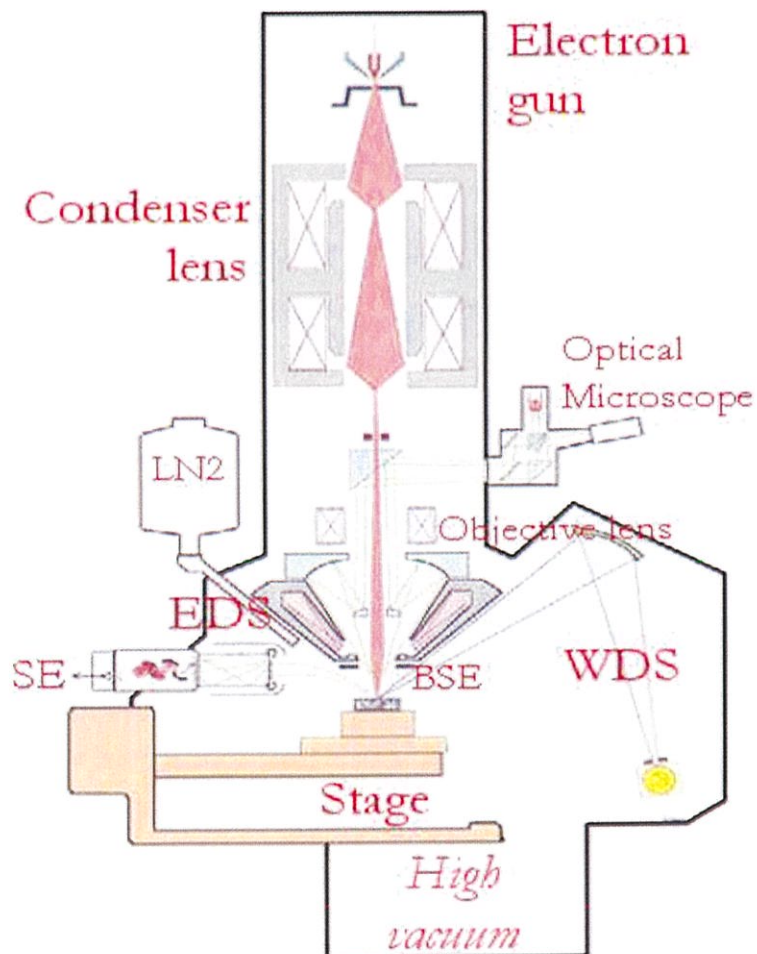 Electron
gun
Condenser
lens
Optical
Microscope
LN2
Objective lens
EDS
SE
BSE
WDS
Stage
High
vacuum